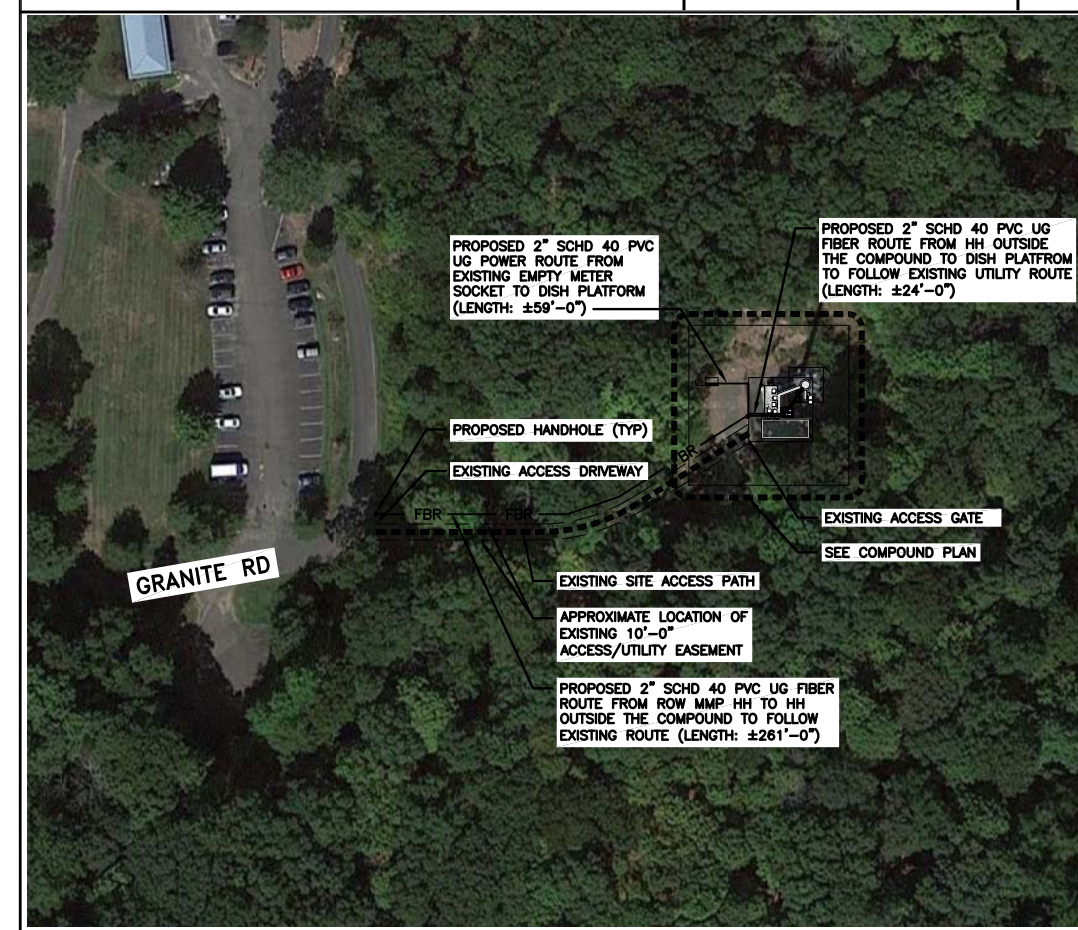 PROPOSED 2" SCHD 40 PVC
UG POWER ROUTE FROM
EXISTING EMPTY METER
SOCKET TO DISH PLATFORM
(LENGTH: ±59'-0")
PROPOSED 2" SCHD 40 PVC UG
FIBER ROUTE FROM HH OUTSIDE
THE COMPOUND TO DISH PLATFROM
TO FOLLOW EXISTING UTILITY ROUTE
(LENGTH: ±24'-0")
PROPOSED HANDHOLE (TYP)
EXISTING ACCESS DRIVEWAY
FBR
FBR
FBR
EXISTING ACCESS GATE
SEE COMPOUND PLAN
GRANITE RD
EXISTING SITE ACCESS PATH
APPROXIMATE LOCATION OF
EXISTING 10'-0"
ACCESS/UTILITY EASEMENT
PROPOSED 2" SCHD 40 PVC UG FIBER
ROUTE FROM ROW MMP HH TO HH
OUTSIDE THE COMPOUND TO FOLLOW
EXISTING ROUTE (LENGTH: ±261'-0")